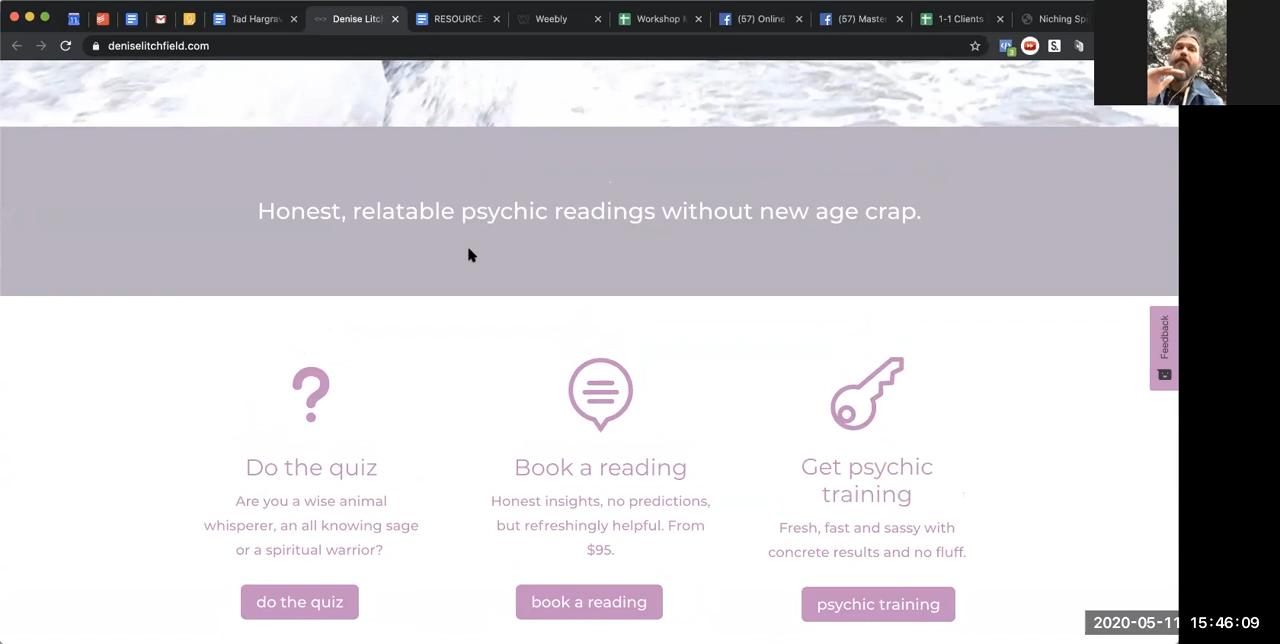 Tad Hargrav
Denise Litch
RESOURCE
Weebly
Workshop
(57) Online
(57) Master
1-1 Clients
Niching Spi
deniselitchfield.com
Honest, relatable psychic readings without new age crap.
Feedback
Do the quiz
Are you a wise animal
whisperer, an all knowing sage
or a spiritual warrior?
do the quiz
Book a reading
Honest insights, no predictions,
but refreshingly helpful. From
$95.
book a reading
Get psychic
training
Fresh, fast and sassy with
concrete results and no fluff.
psychic training
2020-05-11 15:46:09